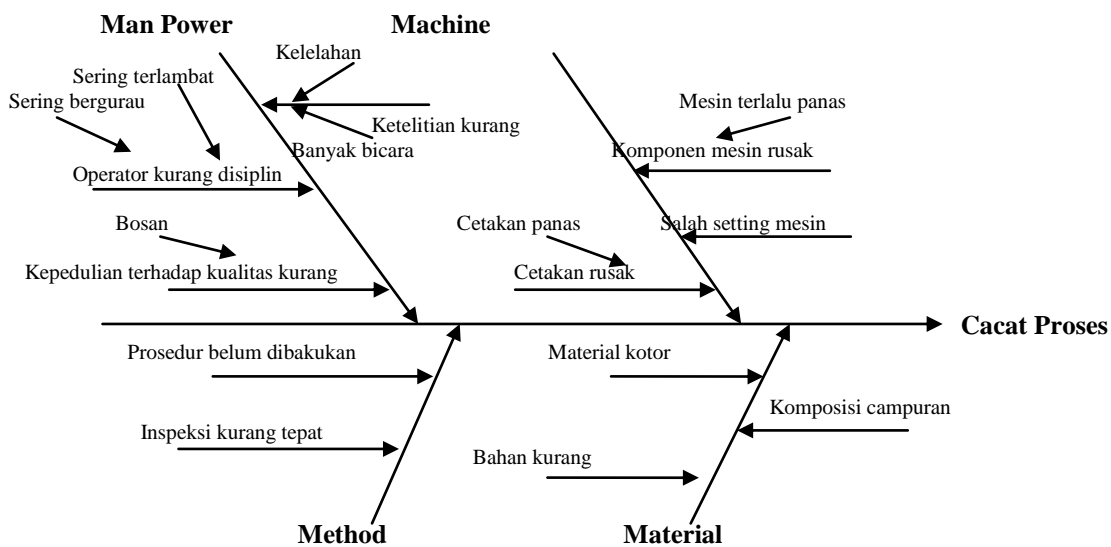 Man Power
Machine
Kelelahan
Sering terlambat
Sering bergurau
Mesin terlalu panas
Ketelitian kurang
Banyak bicara
Komponen mesin rusak
Operator kurang disiplin
Bosan
Cetakan panas
Salah setting mesin
Kepedulian terhadap kualitas kurang
Cetakan rusak
Cacat Proses
Prosedur belum dibakukan
Material kotor
Komposisi campuran
Inspeksi kurang tepat
Bahan kurang
Method
Material